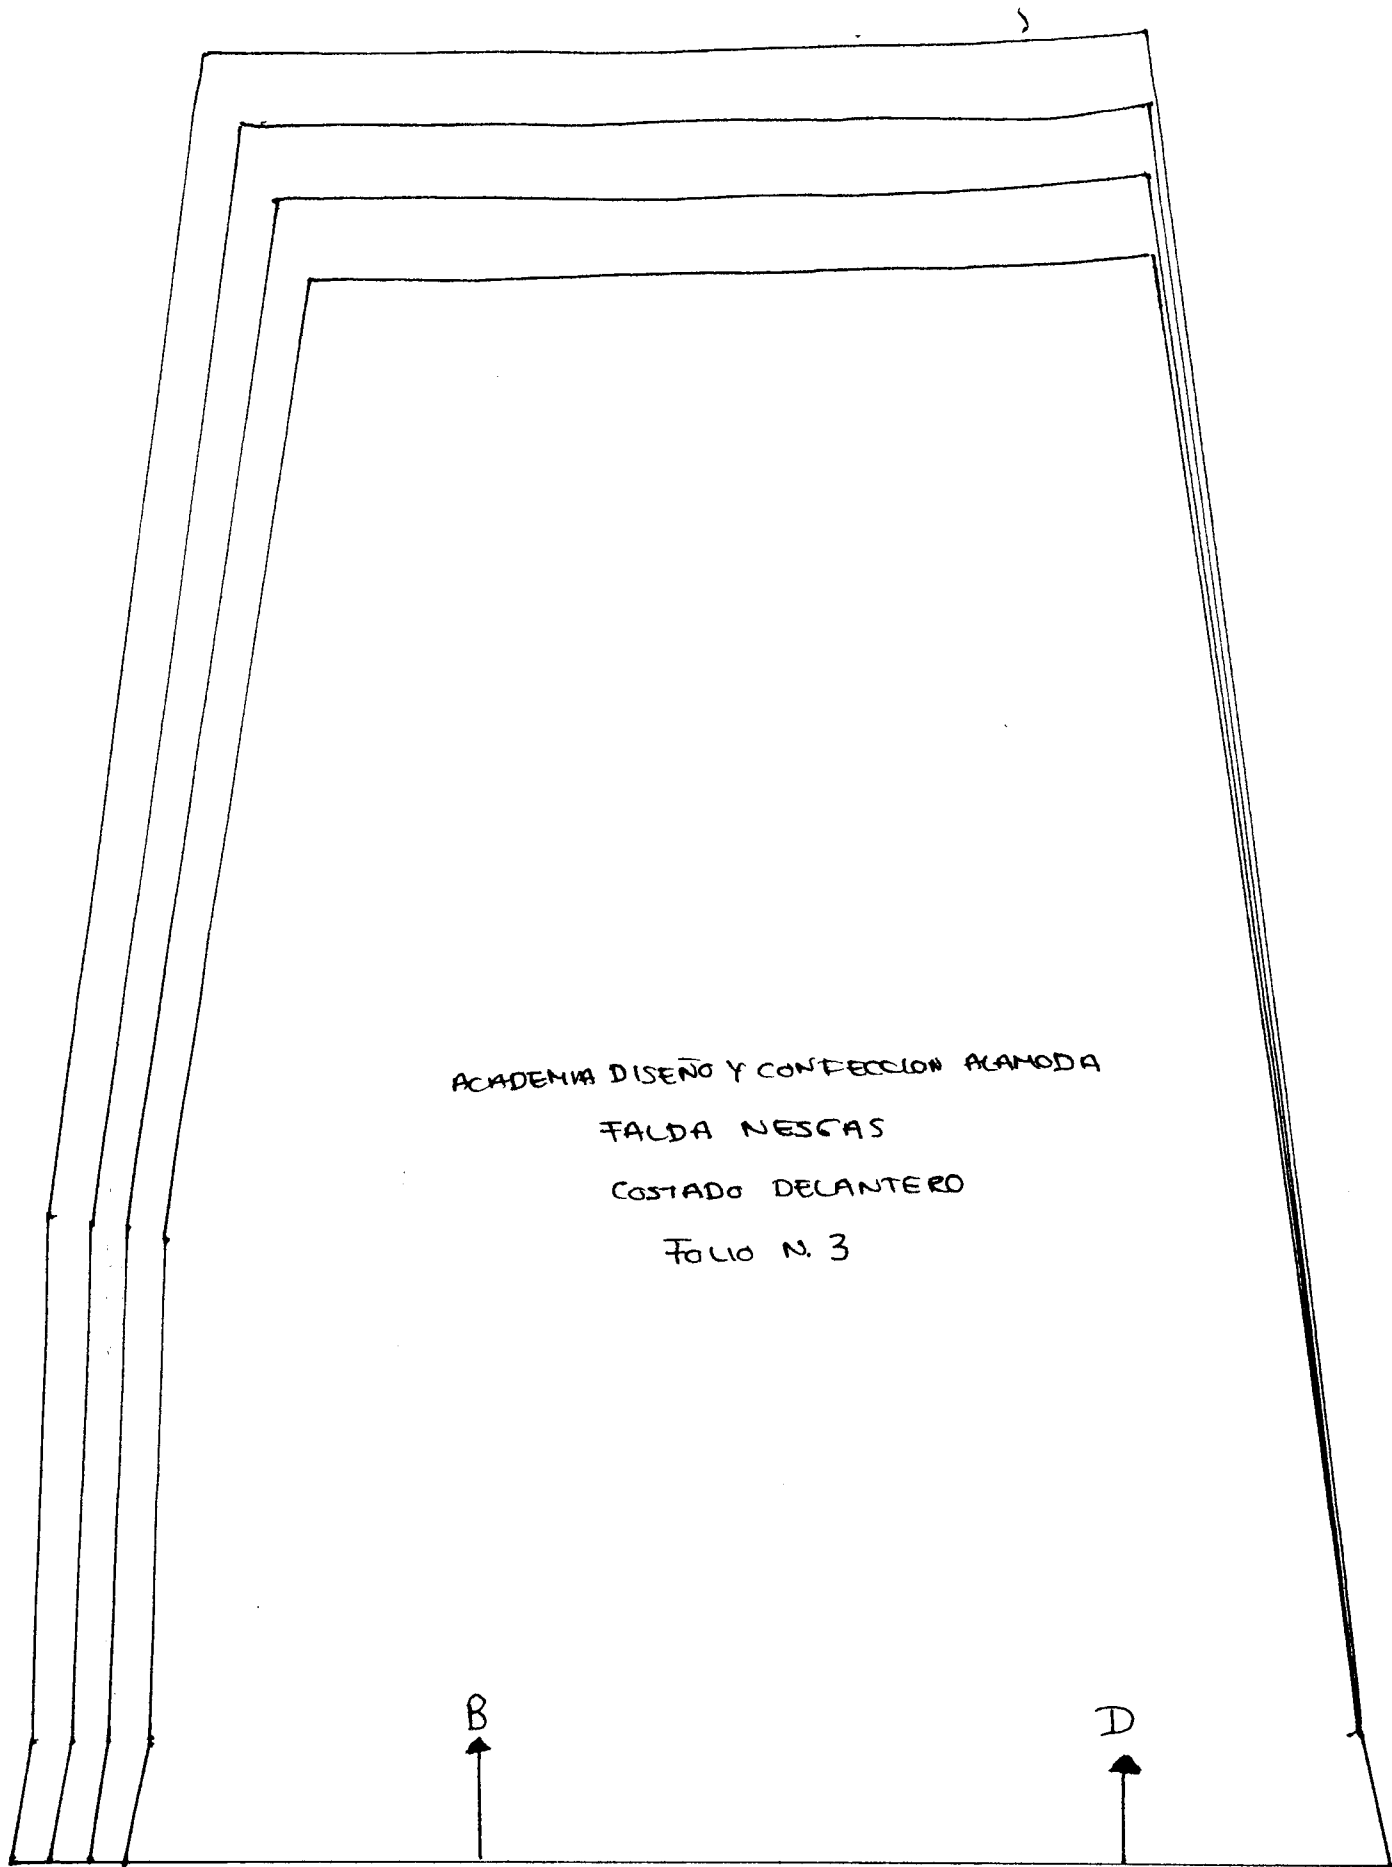 ACADEMIA DISEÑO Y CONFECCION ALAMODA
FALDA NESGAS
COSTADO DELANTERO
FOLIO N. 3
B
D